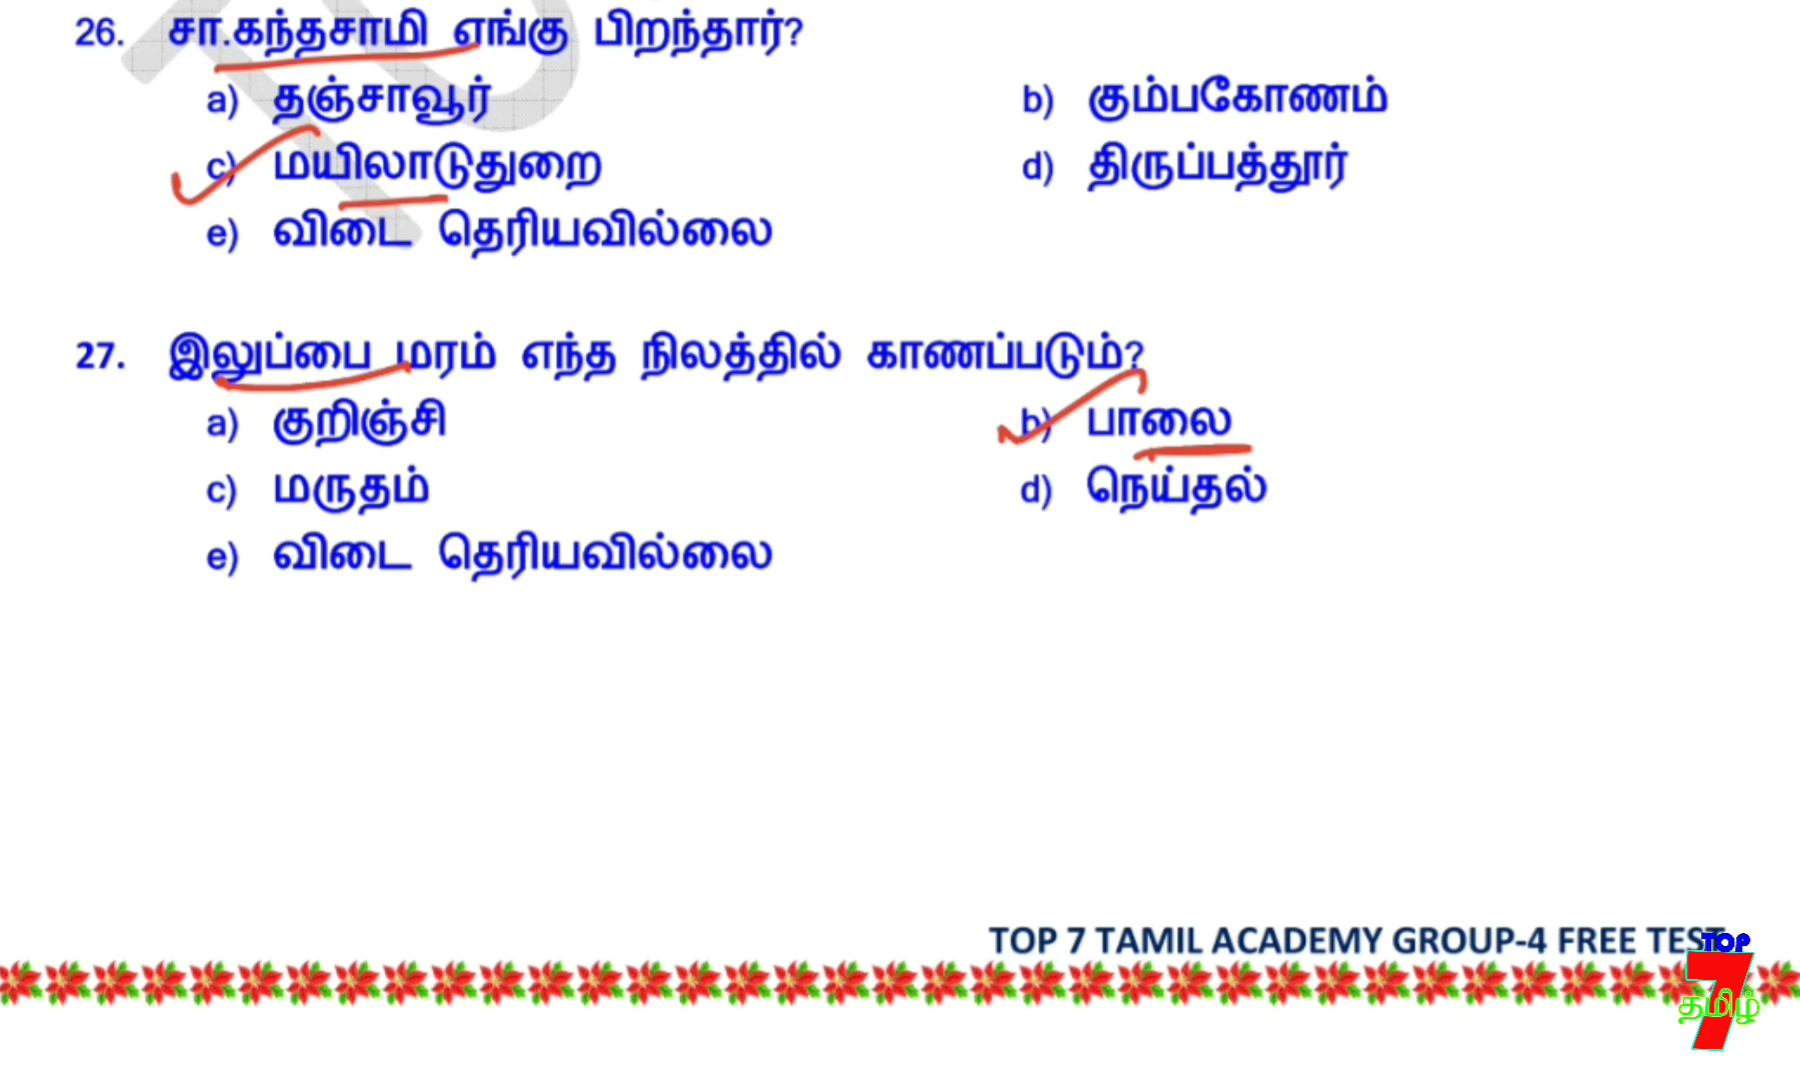 26. சா.கந்தசாமி எங்கு பிறந்தார்?
a) தஞ்சாவூர் b) கும்பகோணம்
c) மயிலாடுதுறை d) திருப்பத்தூர்
e) விடை தெரியவில்லை
27. இலுப்பை மரம் எந்த நிலத்தில் காணப்படும்?
a) குறிஞ்சி b) பாலை
c) மருதம் d) நெய்தல்
e) விடை தெரியவில்லை
TOP 7 TAMIL ACADEMY GROUP-4 FREE TEST
TOP
7
தமிழ்